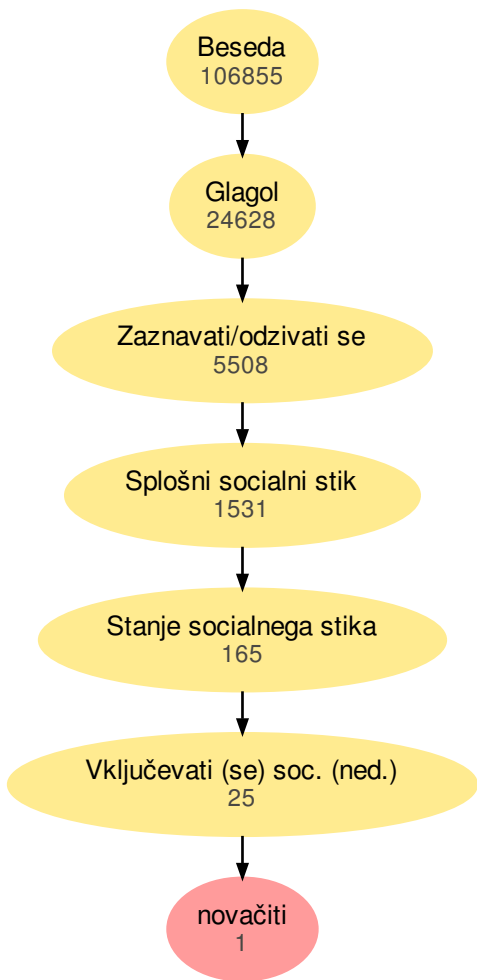 Beseda
106855
Glagol
24628
Zaznavati/odzivati se
5508
Splošni socialni stik
1531
Stanje socialnega stika
165
Vključevati (se) soc. (ned.)
25
novačiti
1